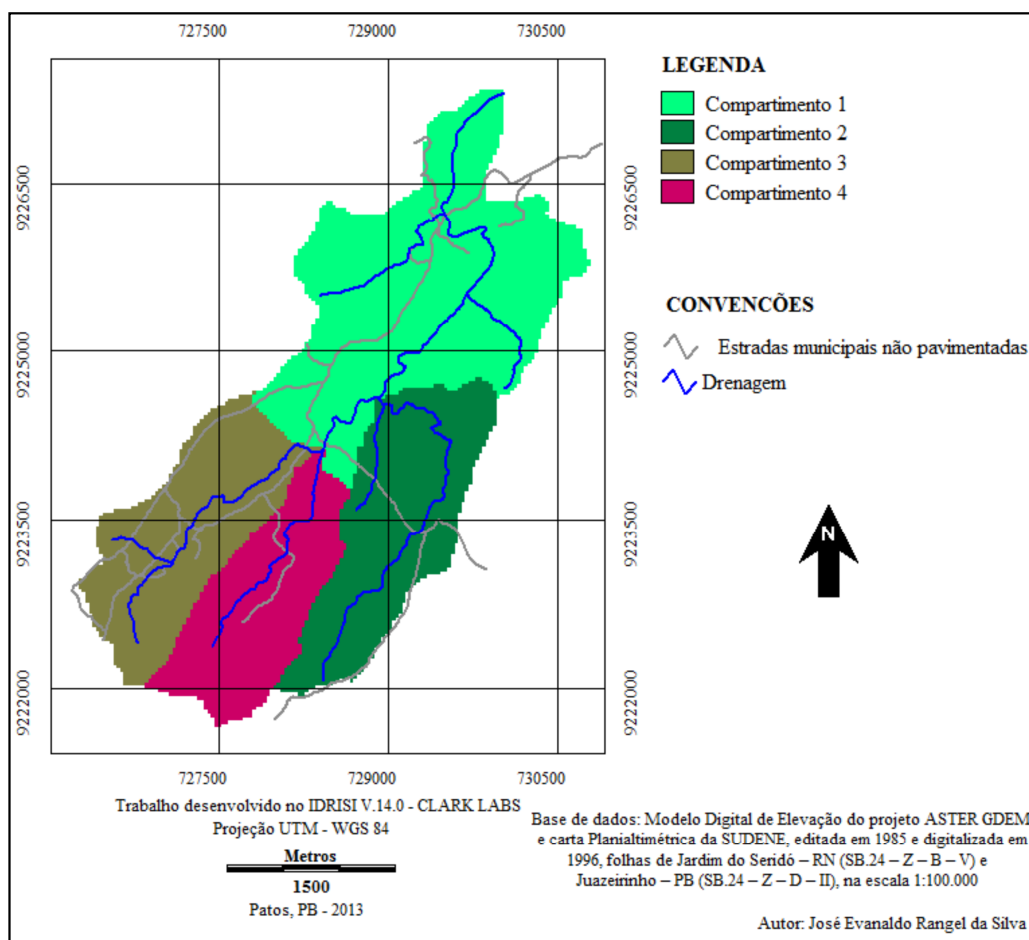 727500 729000 730500
LEGENDA
Compartimento 1
Compartimento 2
Compartimento 3
Compartimento 4
9226500 9226500
CONVENCÕES
Estradas municipais não pavimentadas
Drenagem
9225000 9225000
9223500 9223500
N
9222000 9222000
727500 729000 730500
Trabalho desenvolvido no IDRISI V.14.0 - CLARK LABS
Projeção UTM - WGS 84
Metros
1500
Patos, PB - 2013
Base de dados: Modelo Digital de Elevação do projeto ASTER GDEM
e carta Planialtimétrica da SUDENE, editada em 1985 e digitalizada em
1996, folhas de Jardim do Seridó – RN (SB.24 – Z – B – V) e
Juazeirinho – PB (SB.24 – Z – D – II), na escala 1:100.000
Autor: José Evanaldo Rangel da Silva